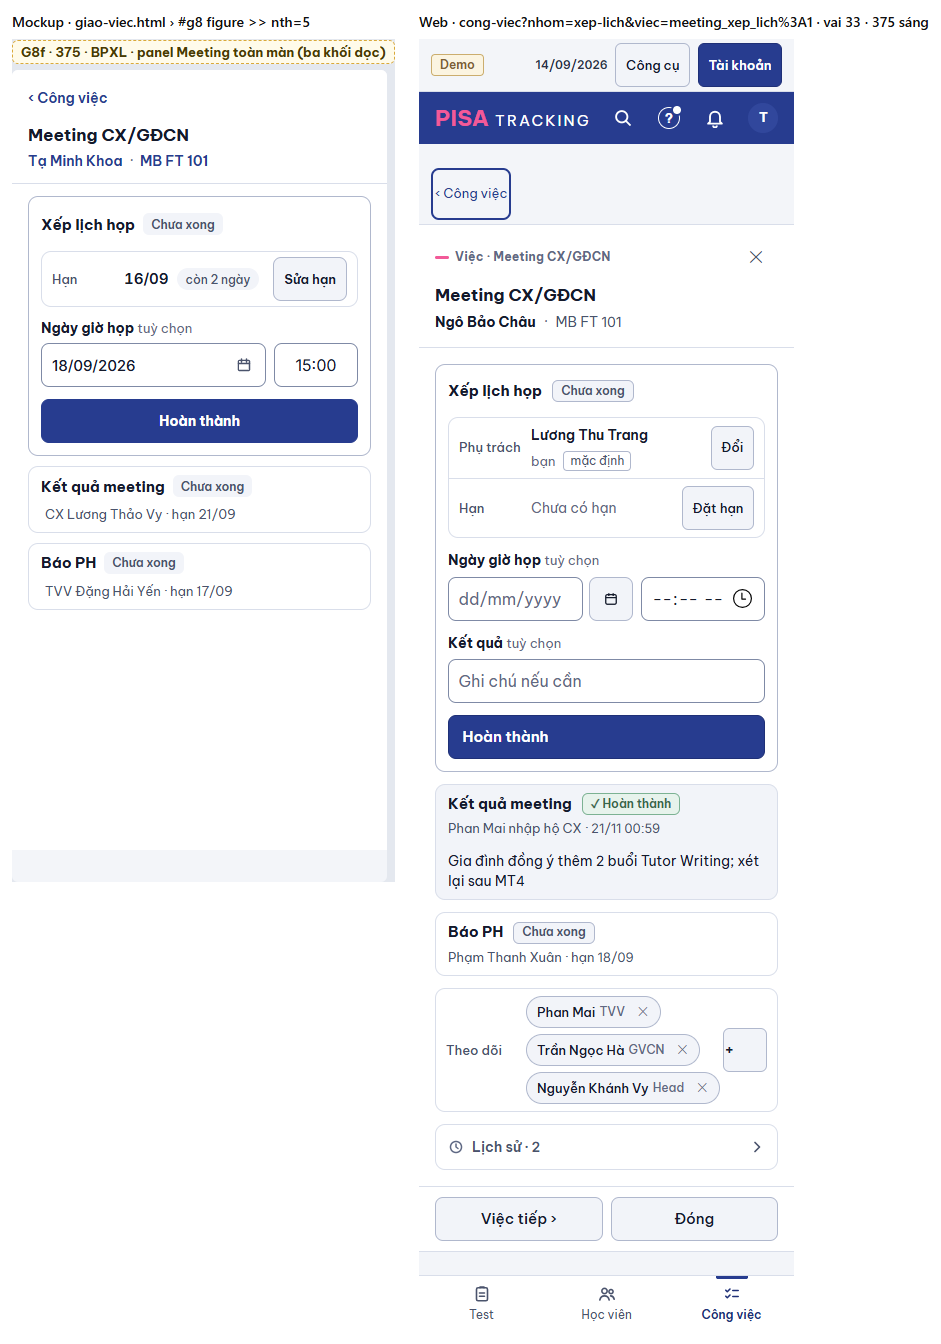 Mockup · giao-viec.html › #g8 figure >> nth=5
G8f · 375 · BPXL · panel Meeting toàn màn (ba khối dọc)
‹ Công việc
Meeting CX/GĐCN
Tạ Minh Khoa · MB FT 101
Xếp lịch họp Chưa xong
Hạn 16/09 còn 2 ngày Sửa hạn
Ngày giờ họp tuỳ chọn
18/09/2026 15:00
Hoàn thành
Kết quả meeting Chưa xong
CX Lương Thảo Vy · hạn 21/09
Báo PH Chưa xong
TVV Đặng Hải Yến · hạn 17/09
Web · cong-viec?nhom=xep-lich&viec=meeting_xep_lich%3A1 · vai 33 · 375 sáng
Demo 14/09/2026 Công cụ Tài khoản
PISA TRACKING ? T
‹ Công việc
Việc · Meeting CX/GĐCN
Meeting CX/GĐCN
Ngô Bảo Châu · MB FT 101
Xếp lịch họp Chưa xong
Phụ trách Lương Thu Trang Đổi
bạn mặc định
Hạn Chưa có hạn Đặt hạn
Ngày giờ họp tuỳ chọn
dd/mm/yyyy --:-- --
Kết quả tuỳ chọn
Ghi chú nếu cần
Hoàn thành
Kết quả meeting ✓ Hoàn thành
Phan Mai nhập hộ CX · 21/11 00:59
Gia đình đồng ý thêm 2 buổi Tutor Writing; xét
lại sau MT4
Báo PH Chưa xong
Phạm Thanh Xuân · hạn 18/09
Phan Mai TVV
Theo dõi Trần Ngọc Hà GVCN +
Nguyễn Khánh Vy Head
Lịch sử · 2
Việc tiếp › Đóng
Test Học viên Công việc